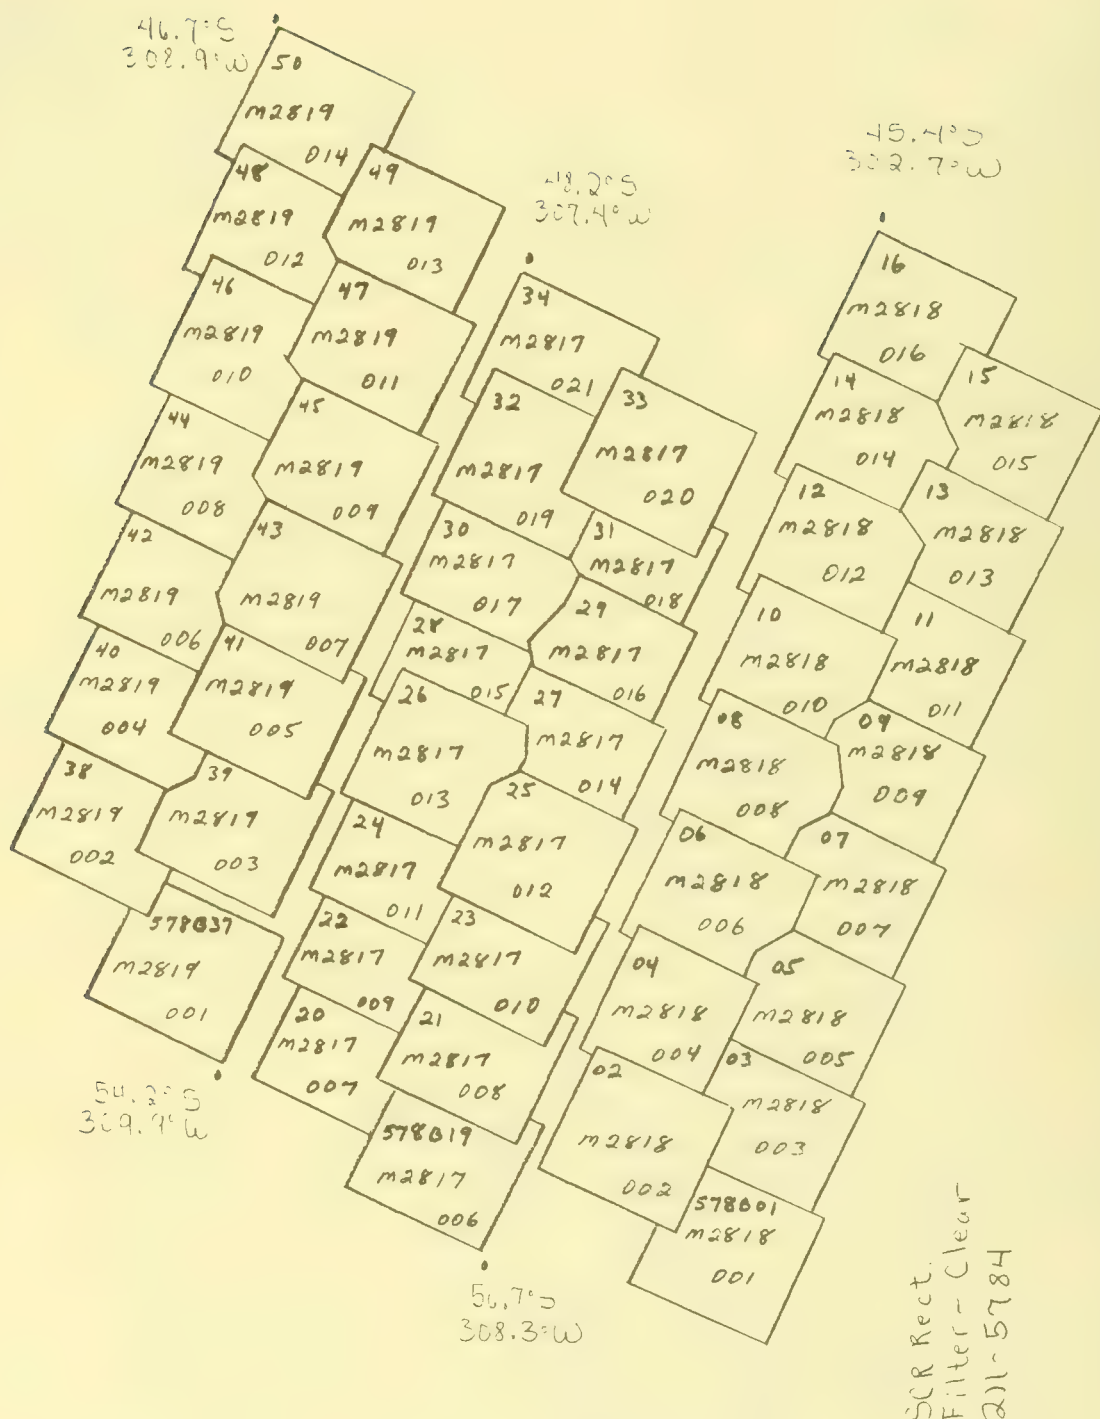 46.7°S
308.9°W
50
m2819
014
48
m2819
012
49
m2819
013
46
m2819
010
47
m2819
011
44
m2819
008
45
m2819
009
42
m2819
006
43
m2819
007
40
m2819
004
41
m2819
005
38
m2819
002
39
m2819
003
578B37
m2819
001
54.2°S
309.9°W
48.2°S
307.4°W
34
m2817
021
32
m2817
019
33
m2817
020
30
m2817
017
31
m2817
018
28
m2817
015
29
m2817
016
26
m2817
013
27
m2817
014
24
m2817
011
25
m2817
012
22
m2817
009
23
m2817
010
20
m2817
007
21
m2817
008
578B19
m2817
006
56.7°S
308.3°W
45.4°S
302.7°W
16
m2818
016
14
m2818
014
15
m2818
015
12
m2818
012
13
m2818
013
10
m2818
010
11
m2818
011
08
m2818
008
09
m2818
009
06
m2818
006
07
m2818
007
04
m2818
004
05
m2818
005
02
m2818
002
03
m2818
003
578B01
m2818
001
SCR Rect.
Filter - Clear
211-5784